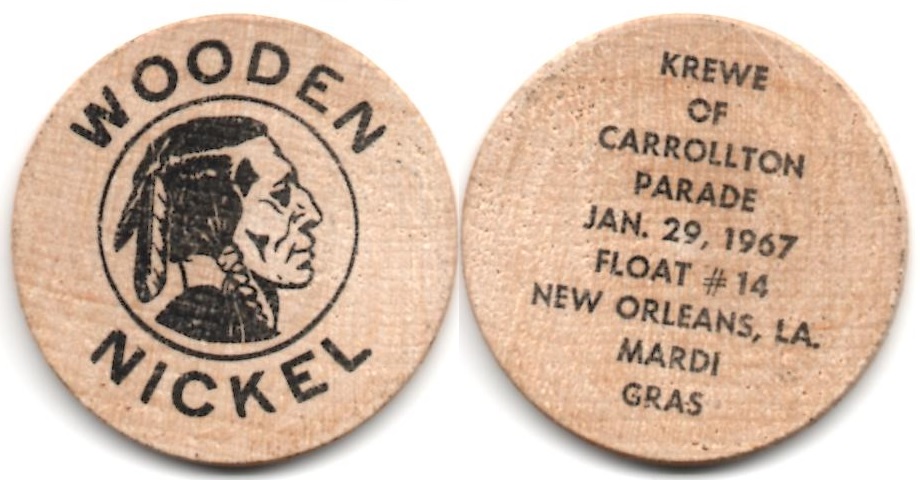 WOODEN
NICKEL
KREWE
OF
CARROLLTON
PARADE
JAN. 29, 1967
FLOAT #14
NEW ORLEANS, LA.
MARDI
GRAS